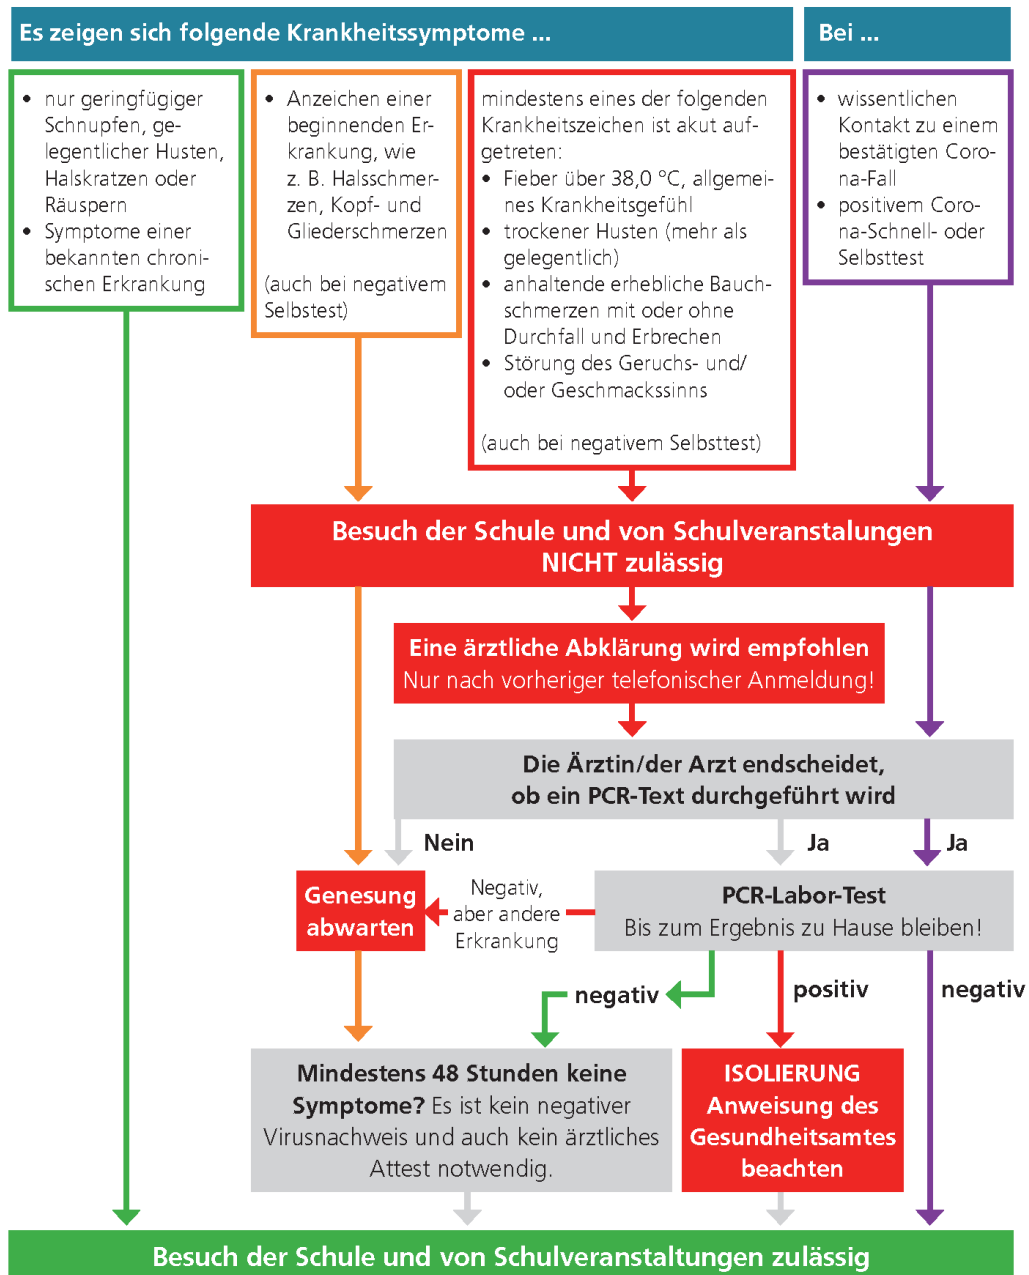 Es zeigen sich folgende Krankheitssymptome ...
Bei ...
• nur geringfügiger
Schnupfen, ge-
legentlicher Husten,
Halskratzen oder
Räuspern
• Symptome einer
bekannten chroni-
schen Erkrankung
• Anzeichen einer
beginnenden Er-
krankung, wie
z. B. Halsschmer-
zen, Kopf- und
Gliederschmerzen
(auch bei negativem
Selbstest)
mindestens eines der folgenden
Krankheitszeichen ist akut auf-
getreten:
• Fieber über 38,0 °C, allgemei-
nes Krankheitsgefühl
• trockener Husten (mehr als
gelegentlich)
• anhaltende erhebliche Bauch-
schmerzen mit oder ohne
Durchfall und Erbrechen
• Störung des Geruchs- und/
oder Geschmackssinns
(auch bei negativem Selbsttest)
• wissentlichen
Kontakt zu einem
bestätigten Coro-
na-Fall
• positivem Coro-
na-Schnell- oder
Selbsttest
Besuch der Schule und von Schulveranstalungen
NICHT zulässig
Eine ärztliche Abklärung wird empfohlen
Nur nach vorheriger telefonischer Anmeldung!
Die Ärztin/der Arzt endscheidet,
ob ein PCR-Text durchgeführt wird
Nein
Ja
Ja
Genesung
abwarten
Negativ,
aber andere
Erkrankung
PCR-Labor-Test
Bis zum Ergebnis zu Hause bleiben!
negativ
positiv
negativ
Mindestens 48 Stunden keine
Symptome? Es ist kein negativer
Virusnachweis und auch kein ärztliches
Attest notwendig.
ISOLIERUNG
Anweisung des
Gesundheitsamtes
beachten
Besuch der Schule und von Schulveranstaltungen zulässig